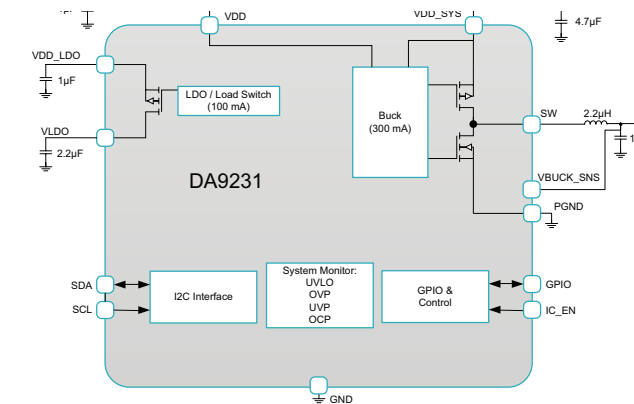 VDD
VDD_SYS
4.7µF
VDD_LDO
1µF
LDO / Load Switch
(100 mA)
Buck
(300 mA)
SW
2.2µH
VLDO
2.2µF
DA9231
VBUCK_SNS
PGND
SDA
SCL
I2C Interface
System Monitor:
UVLO
OVP
UVP
OCP
GPIO &
Control
GPIO
IC_EN
GND